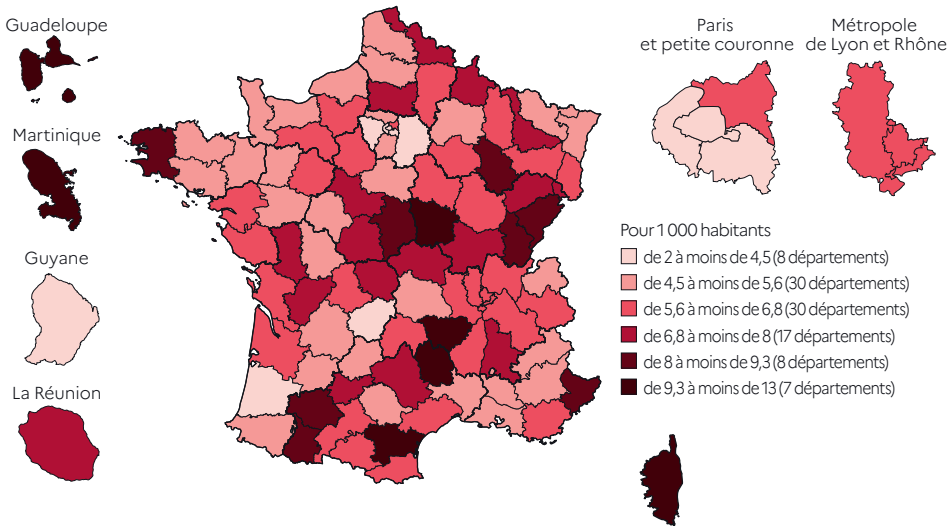 Guadeloupe
Martinique
Guyane
La Réunion
Paris
et petite couronne
Métropole
de Lyon et Rhône
Pour 1 000 habitants
de 2 à moins de 4,5 (8 départements)
de 4,5 à moins de 5,6 (30 départements)
de 5,6 à moins de 6,8 (30 départements)
de 6,8 à moins de 8 (17 départements)
de 8 à moins de 9,3 (8 départements)
de 9,3 à moins de 13 (7 départements)